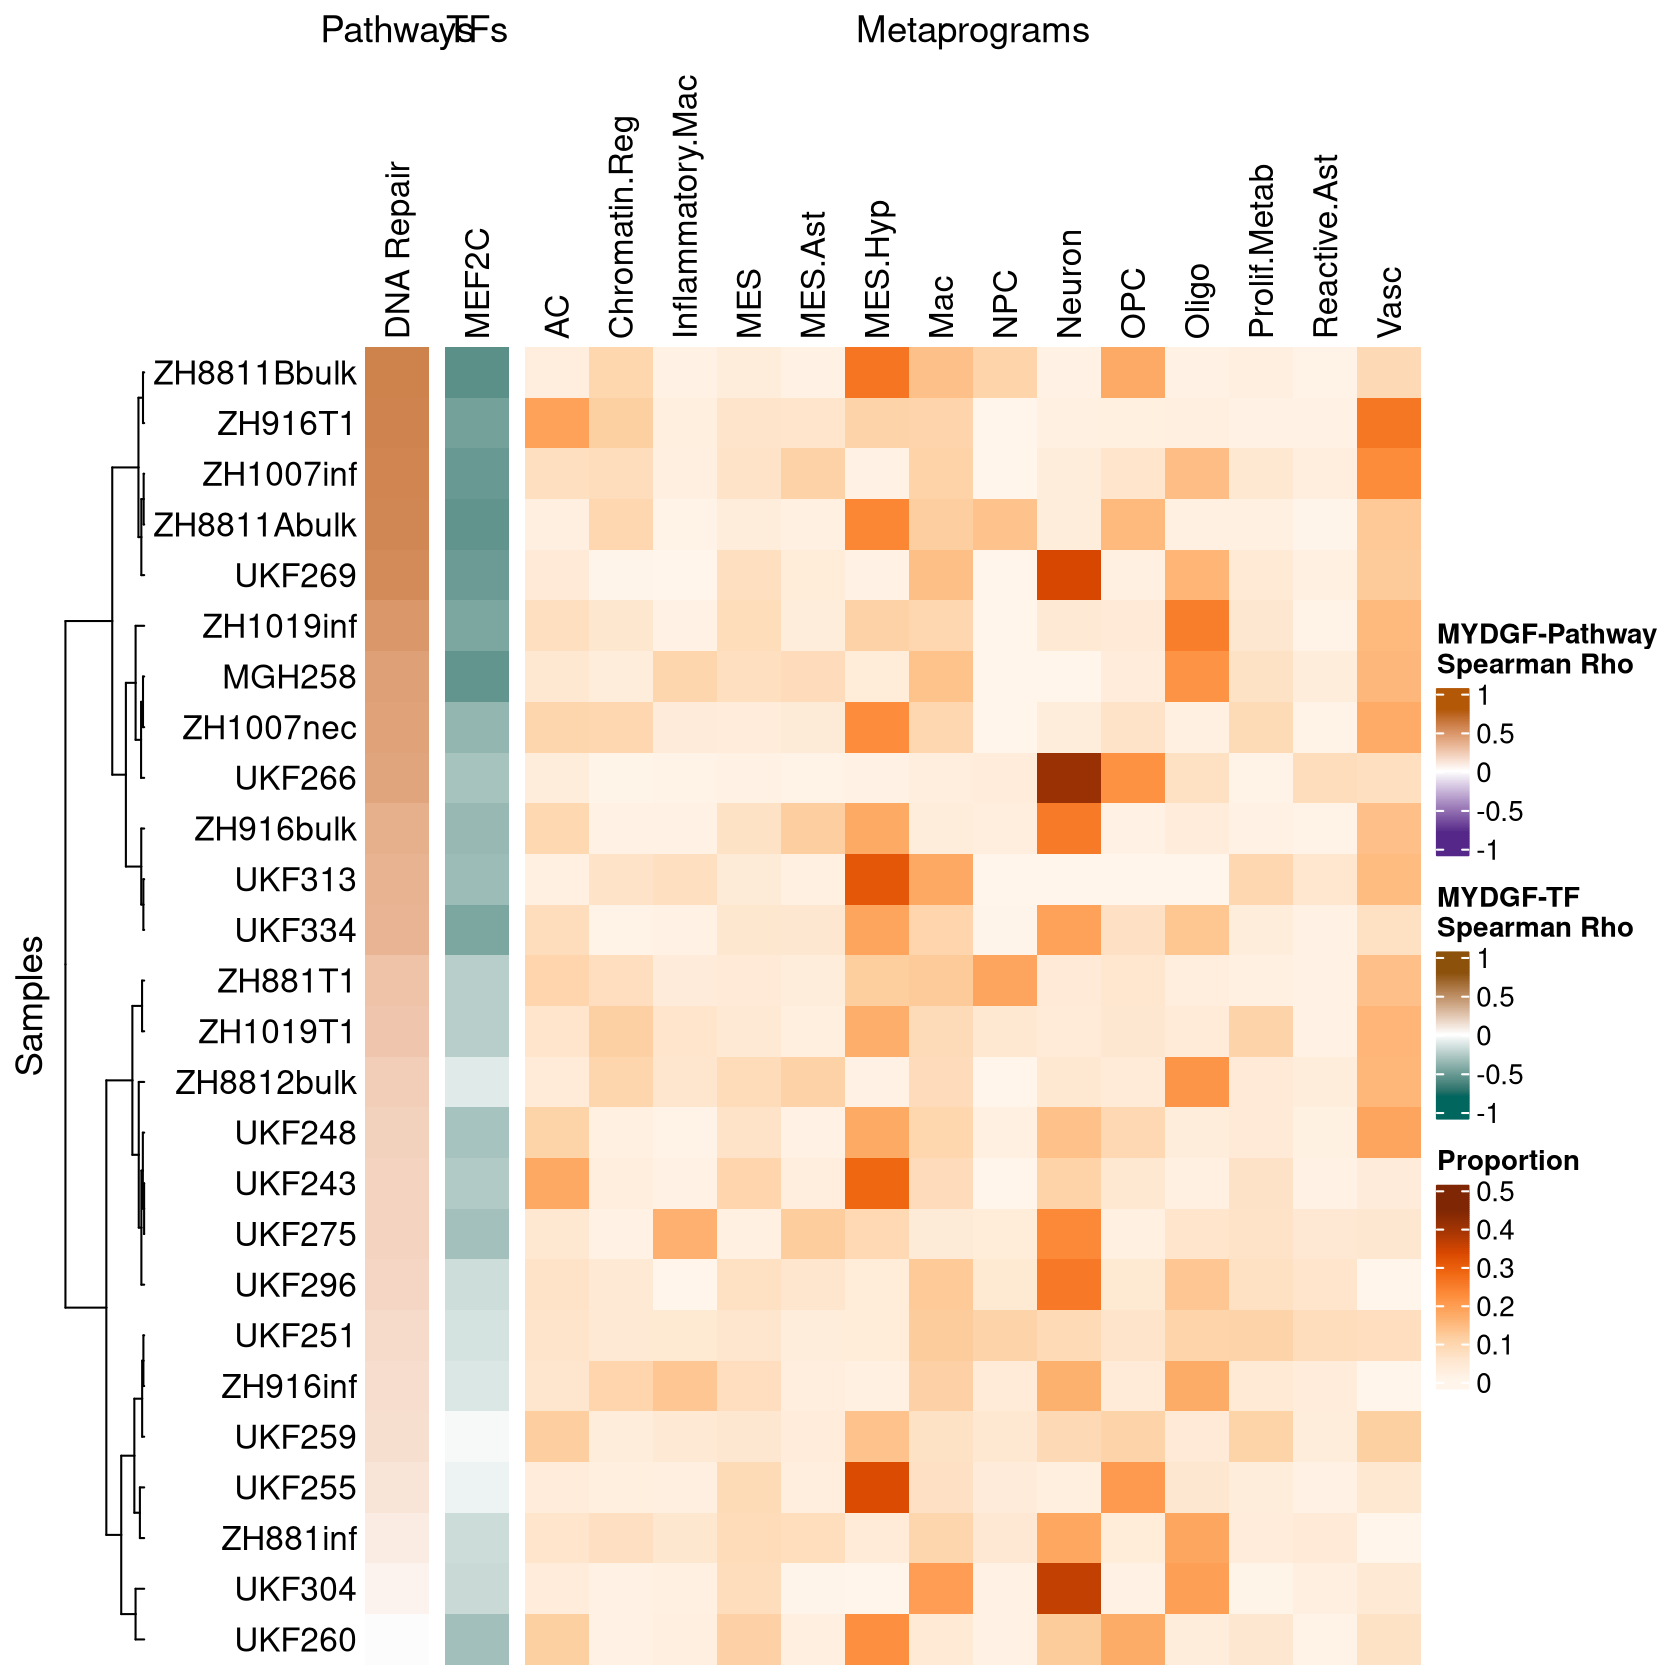 Pathways TFs Metaprograms
DNA Repair
MEF2C
AC
Chromatin.Reg
Inflammatory.Mac
MES
MES.Ast
MES.Hyp
Mac
NPC
Neuron
OPC
Oligo
Prolif.Metab
Reactive.Ast
Vasc
Samples
ZH8811Bbulk
ZH916T1
ZH1007inf
ZH8811Abulk
UKF269
ZH1019inf
MGH258
ZH1007nec
UKF266
ZH916bulk
UKF313
UKF334
ZH881T1
ZH1019T1
ZH8812bulk
UKF248
UKF243
UKF275
UKF296
UKF251
ZH916inf
UKF259
UKF255
ZH881inf
UKF304
UKF260
MYDGF-Pathway
Spearman Rho
1
0.5
0
-0.5
-1
MYDGF-TF
Spearman Rho
1
0.5
0
-0.5
-1
Proportion
0.5
0.4
0.3
0.2
0.1
0